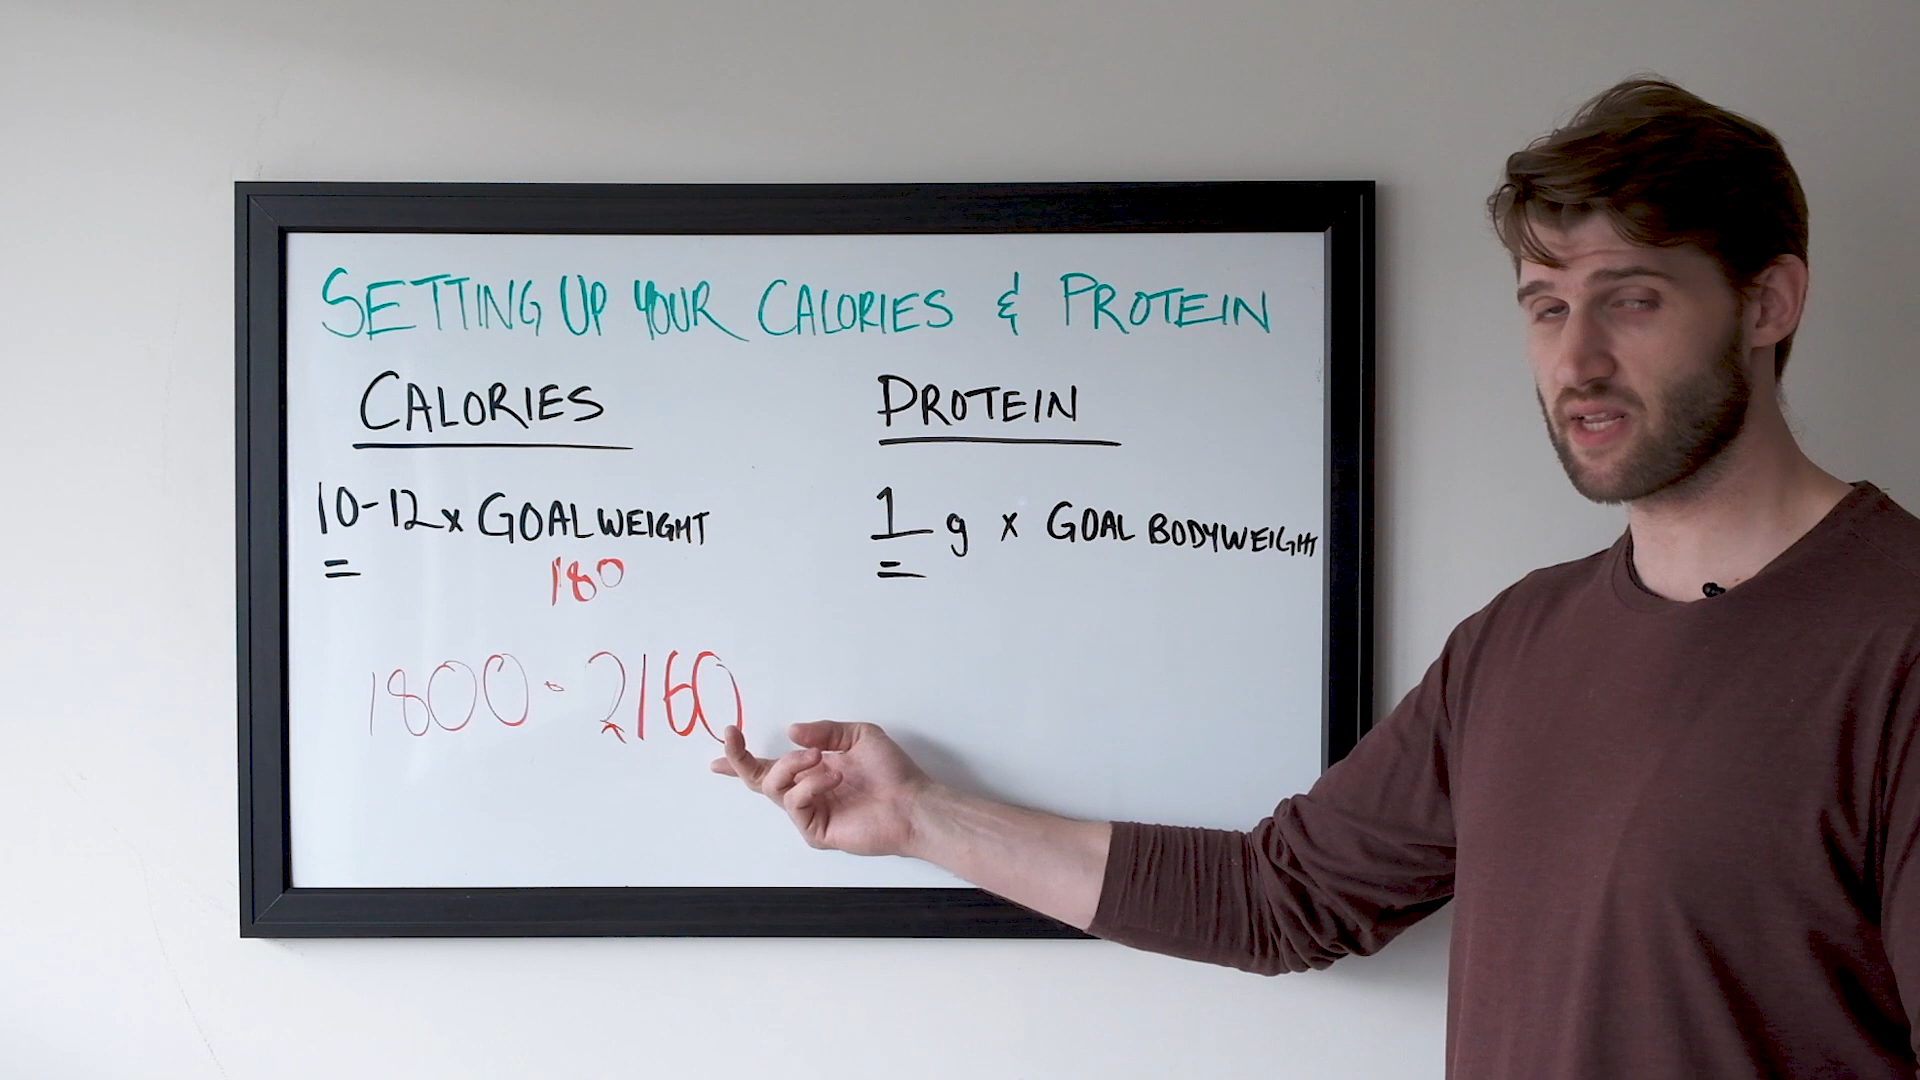 SETTING UP YOUR CALORIES & PROTEIN
CALORIES
10-12 x GOAL WEIGHT
180
1800 - 2160
PROTEIN
1 g x GOAL BODYWEIGHT